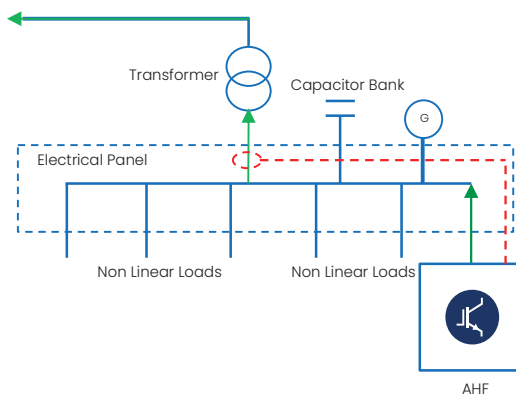 Transformer
Capacitor Bank
G
Electrical Panel
Non Linear Loads
Non Linear Loads
AHF